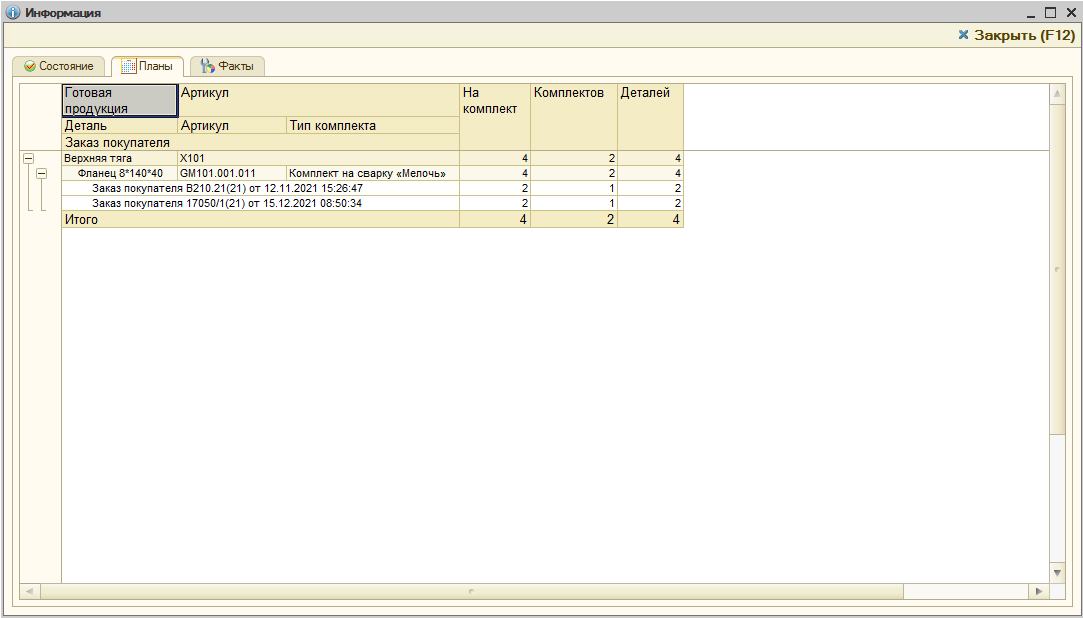 Информация
Закрыть (F12)
Состояние Планы Факты
Готовая продукция Артикул На комплект Комплектов Деталей
Деталь Артикул Тип комплекта
Заказ покупателя
Верхняя тяга X101 4 2 4
Фланец 8*140*40 GM101.001.011 Комплект на сварку «Мелочь» 4 2 4
Заказ покупателя B210.21(21) от 12.11.2021 15:26:47 2 1 2
Заказ покупателя 17050/1(21) от 15.12.2021 08:50:34 2 1 2
Итого 4 2 4